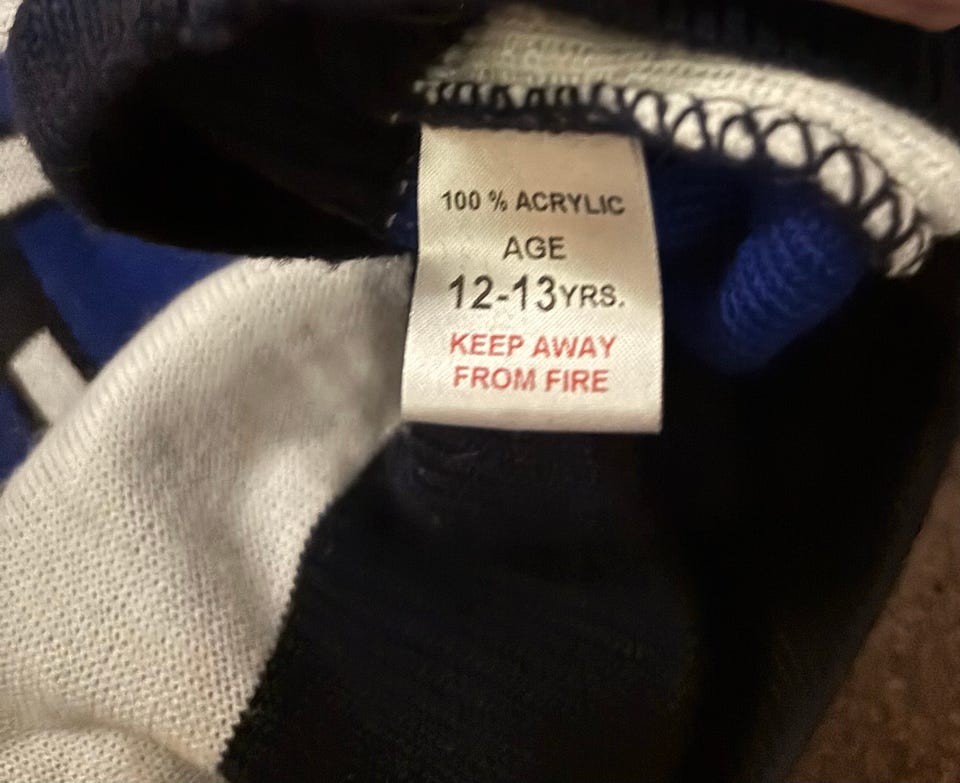 100 % ACRYLIC
AGE
12-13YRS.
KEEP AWAY
FROM FIRE